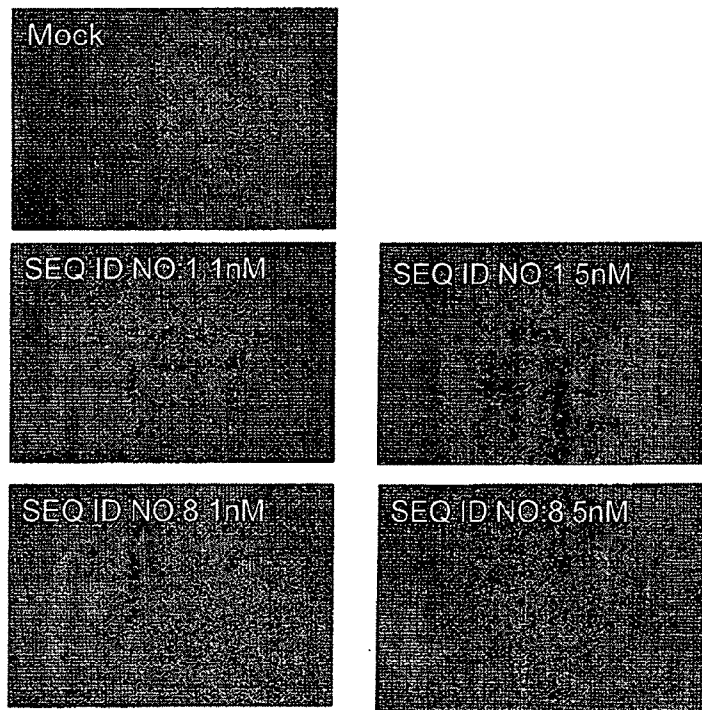 Mock
SEQ ID NO:1 1nM
SEQ ID NO:1 5nM
SEQ ID NO:8 1nM
SEQ ID NO:8 5nM